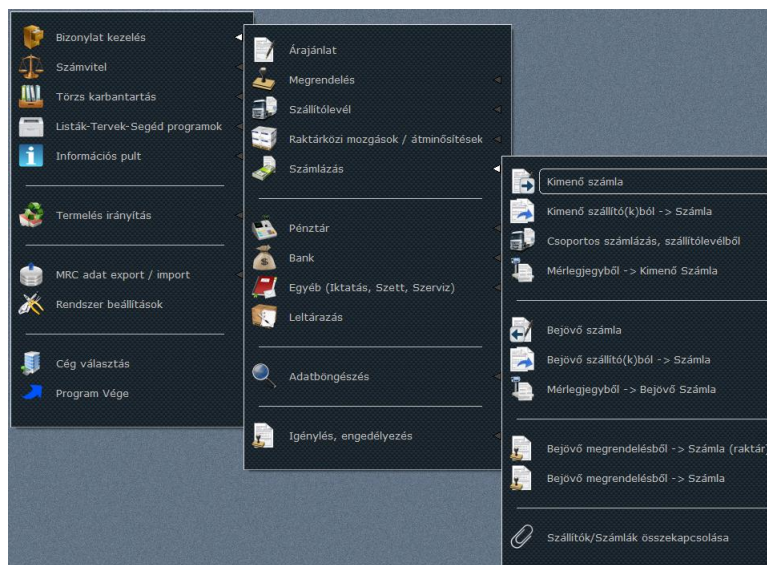 Bizonylat kezelés
Számvitel
Törzs karbantartás
Listák-Tervek-Segéd programok
Információs pult
Termelés irányítás
MRC adat export / import
Rendszer beállítások
Cég választás
Program Vége
Árajánlat
Megrendelés
Szállítólevél
Raktárközi mozgások / átminősítések
Számlázás
Pénztár
Bank
Egyéb (Iktatás, Szett, Szerviz)
Leltárazás
Adatböngészés
Igénylés, engedélyezés
Kimenő számla
Kimenő szállító(k)ból -> Számla
Csoportos számlázás, szállítólevélből
Mérlegjegyből -> Kimenő Számla
Bejövő számla
Bejövő szállító(k)ból -> Számla
Mérlegjegyből -> Bejövő Számla
Bejövő megrendelésből -> Számla (raktár)
Bejövő megrendelésből -> Számla
Szállítók/Számlák összekapcsolása